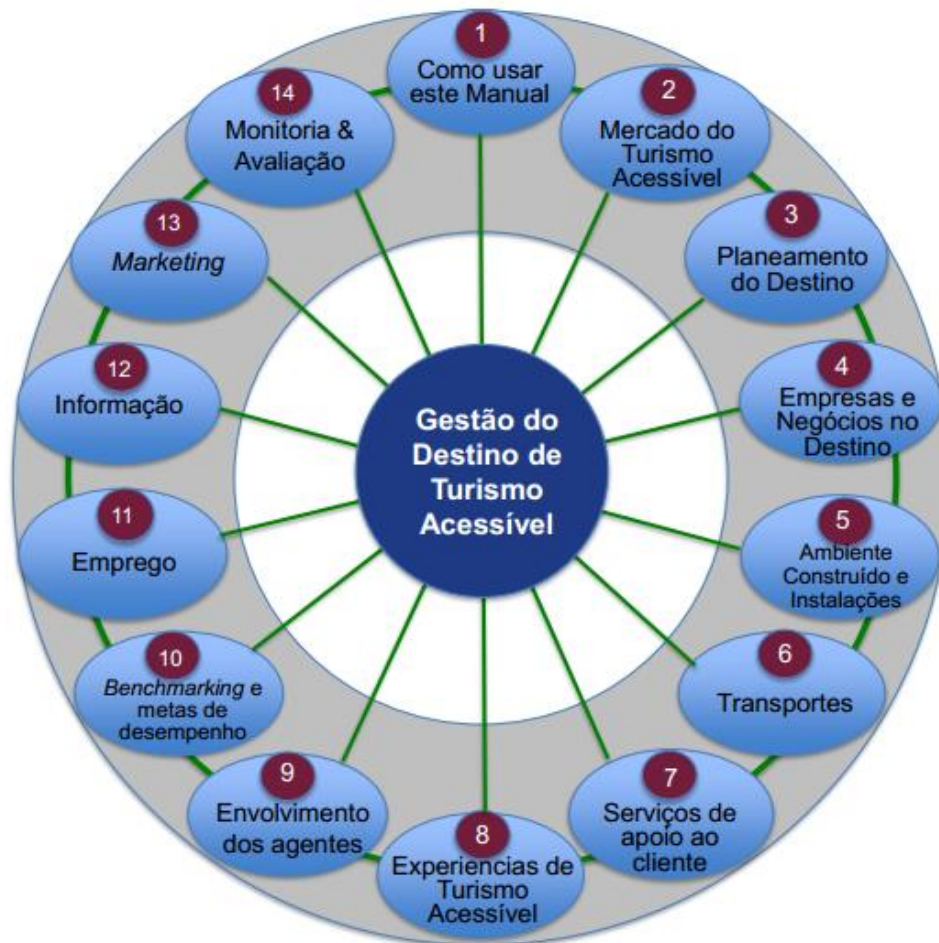 1
Como usar
este Manual
2
Mercado do
Turismo
Acessível
3
Planeamento
do Destino
4
Empresas e
Negócios no
Destino
5
Ambiente
Construído e
Instalações
6
Transportes
7
Serviços de
apoio ao
cliente
8
Experiencias de
Turismo
Acessível
9
Envolvimento
dos agentes
10
Benchmarking e
metas de
desempenho
11
Emprego
12
Informação
13
Marketing
14
Monitoria &
Avaliação
Gestão do
Destino de
Turismo
Acessível